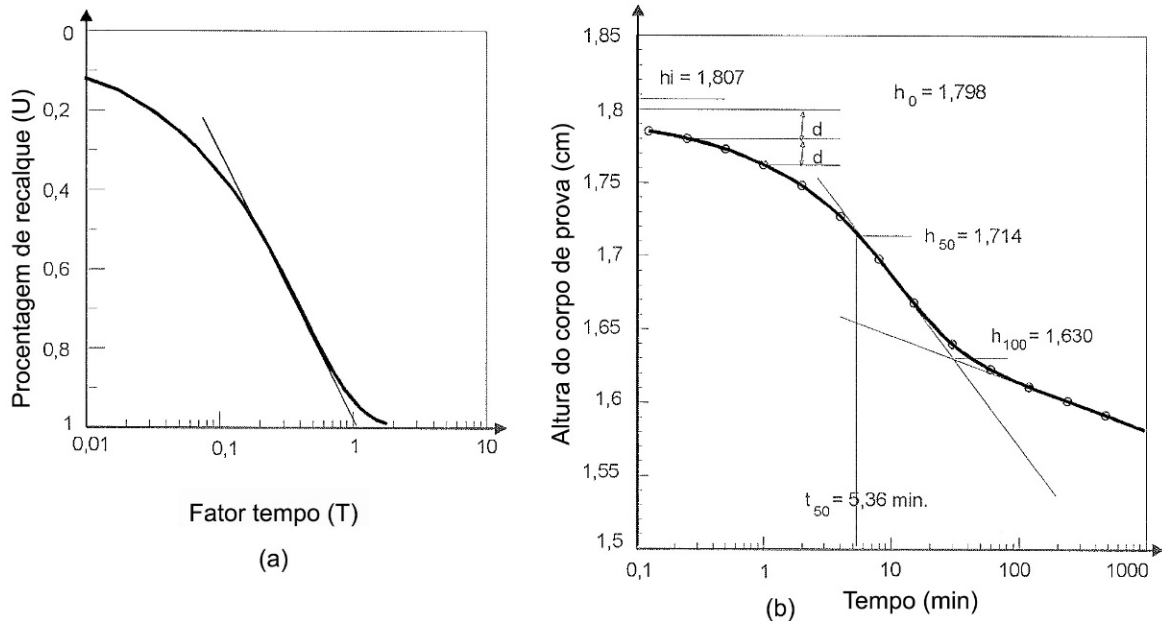 Procentagem de recalque (U)
0
0,2
0,4
0,6
0,8
1
0,01
0,1
1
10
Fator tempo (T)
(a)
Altura do corpo de prova (cm)
1,85
1,8
1,75
1,7
1,65
1,6
1,55
1,5
hi = 1,807
h0 = 1,798
d
d
h50 = 1,714
h100 = 1,630
t50 = 5,36 min.
0,1
1
10
100
1000
Tempo (min)
(b)